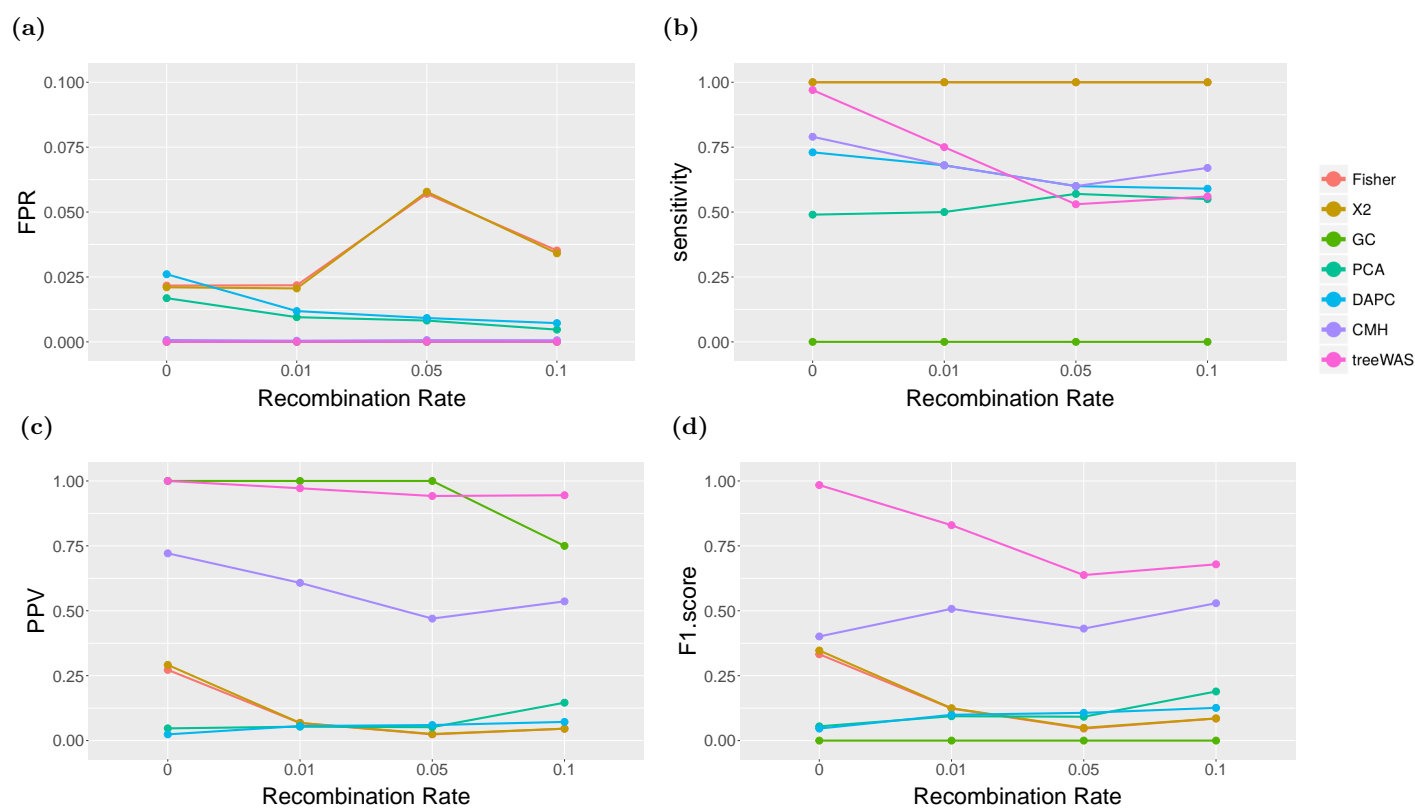 (a)
FPR
0.100
0.075
0.050
0.025
0.000
0 0.01 0.05 0.1
Recombination Rate
(b)
sensitivity
1.00
0.75
0.50
0.25
0.00
0 0.01 0.05 0.1
Recombination Rate
Fisher
X2
GC
PCA
DAPC
CMH
treeWAS
(c)
PPV
1.00
0.75
0.50
0.25
0.00
0 0.01 0.05 0.1
Recombination Rate
(d)
F1.score
1.00
0.75
0.50
0.25
0.00
0 0.01 0.05 0.1
Recombination Rate